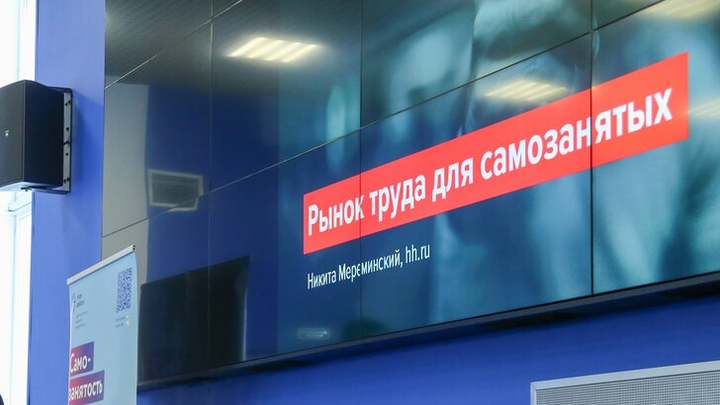 Рынок труда для самозанятых
Никита Мереминский, hh.ru
Само-
занятость